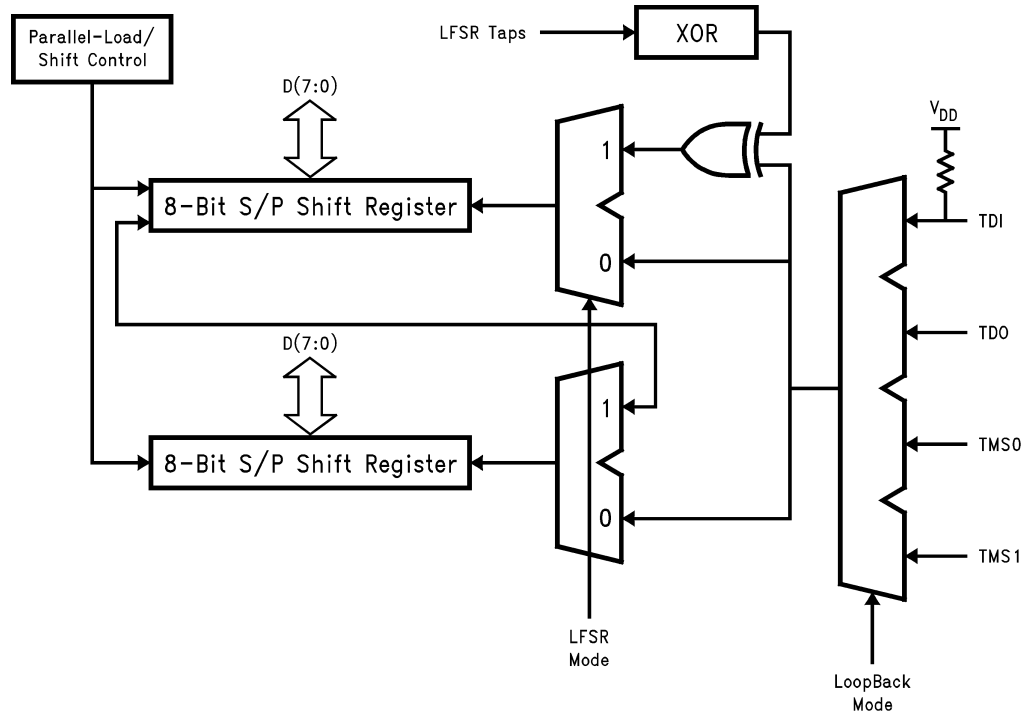 Parallel-Load/
Shift Control
LFSR Taps
XOR
D(7:0)
8-Bit S/P Shift Register
1
0
VDD
TDI
TDO
D(7:0)
8-Bit S/P Shift Register
1
0
TMS0
TMS1
LFSR
Mode
LoopBack
Mode